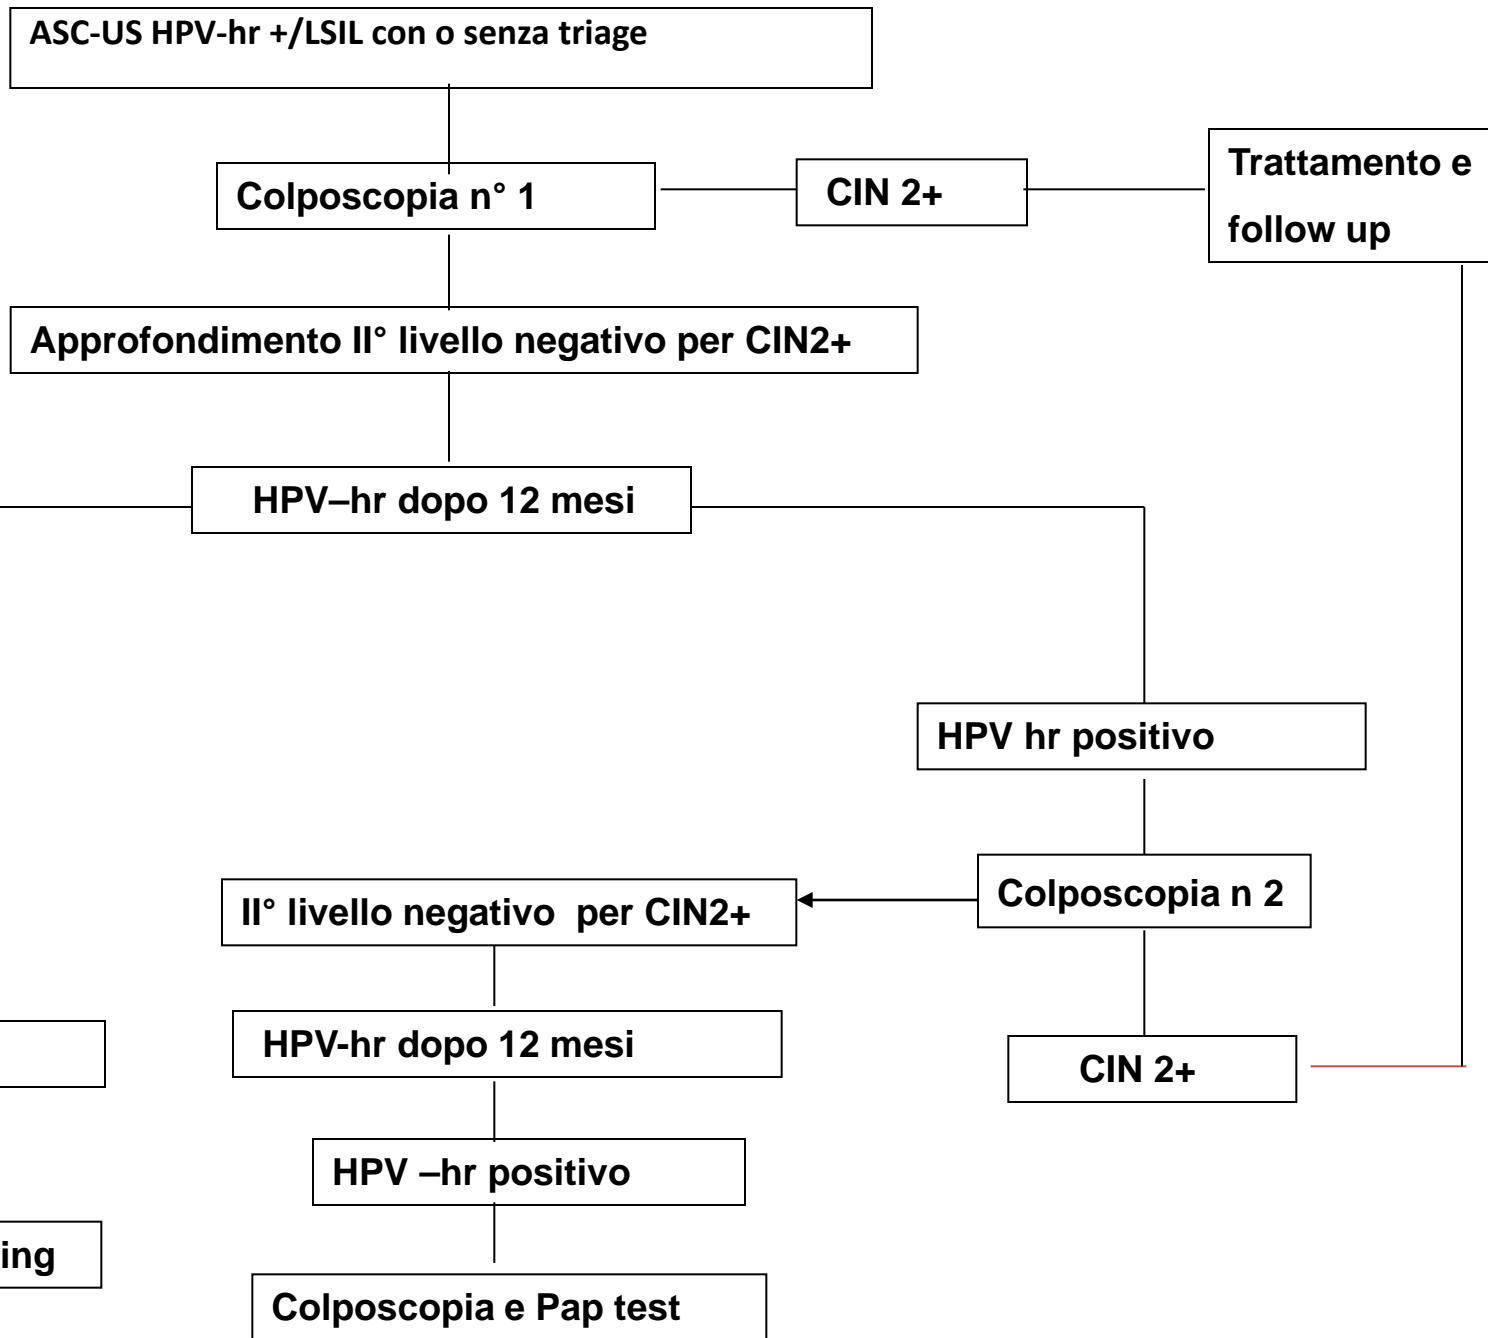 ASC-US HPV-hr +/LSIL con o senza triage
Colposcopia n° 1
CIN 2+
Trattamento e
follow up
Approfondimento II° livello negativo per CIN2+
HPV–hr dopo 12 mesi
HPV hr positivo
Colposcopia n 2
II° livello negativo per CIN2+
HPV-hr dopo 12 mesi
CIN 2+
HPV –hr positivo
ing
Colposcopia e Pap test